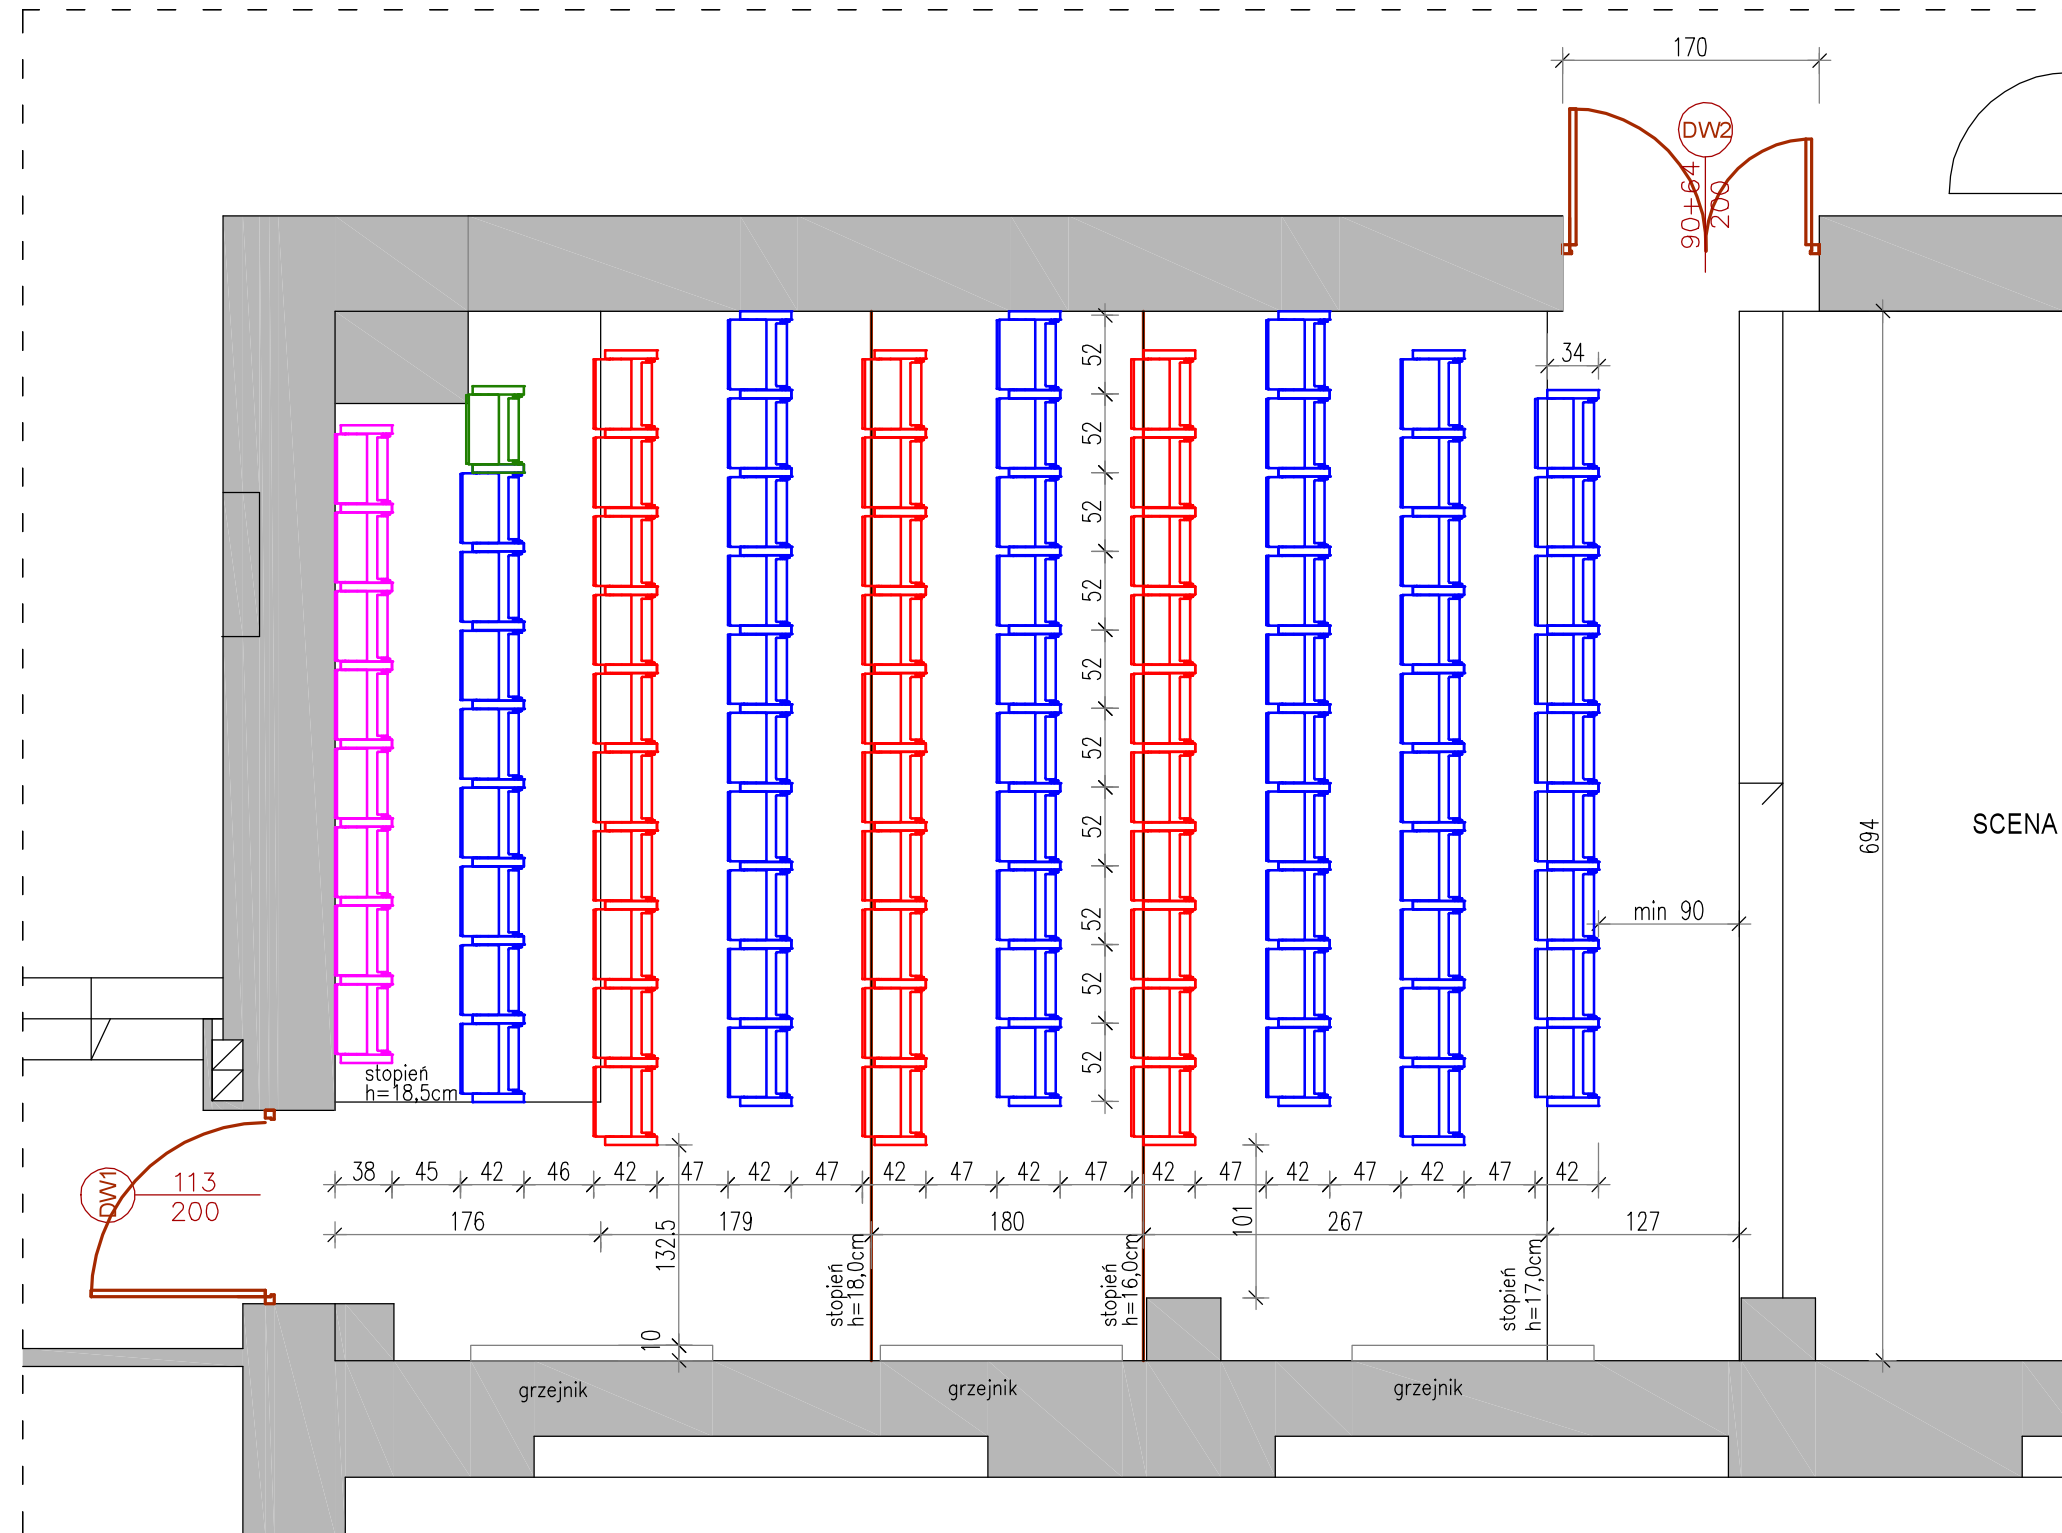 170
DW2
90+64
200
34
52
52
52
52
52
52
52
52
52
52
min 90
694
SCENA
stopień
h=18,5cm
DW1
113
200
38
45
42
46
42
47
42
47
42
47
42
47
42
47
42
47
42
47
42
176
179
180
267
127
132,5
10
101
stopień
h=18,0cm
stopień
h=16,0cm
stopień
h=17,0cm
grzejnik
grzejnik
grzejnik